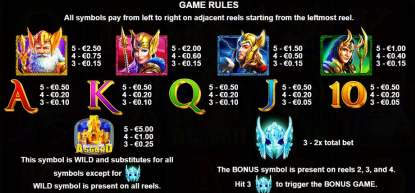 GAME RULES
All symbols pay from left to right on adjacent reels starting from the leftmost reel.
5 - €2.50
4 - €0.75
3 - €0.15
5 - €2.00
4 - €0.60
3 - €0.15
5 - €1.50
4 - €0.50
3 - €0.15
5 - €1.00
4 - €0.40
3 - €0.15
A
5 - €0.50
4 - €0.20
3 - €0.10
K
5 - €0.50
4 - €0.20
3 - €0.10
Q
5 - €0.50
4 - €0.20
3 - €0.10
J
5 - €0.50
4 - €0.20
3 - €0.10
10
5 - €0.50
4 - €0.20
3 - €0.05
ASGARD
5 - €5.00
4 - €1.00
3 - €0.25
This symbol is WILD and substitutes for all
symbols except for
WILD symbol is present on all reels.
3 - 2x total bet
The BONUS symbol is present on reels 2, 3, and 4.
Hit 3 to trigger the BONUS GAME.